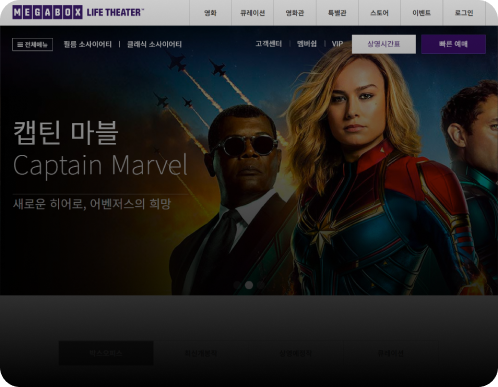 MEGABOX LIFE THEATER™
영화 큐레이션 영화관 특별관 스토어 이벤트 로그인
전체메뉴 필름 소사이어티 | 클래식 소사이어티 고객센터 | 멤버쉽 | VIP 상영시간표 빠른 예매
캡틴 마블
Captain Marvel
새로운 히어로, 어벤져스의 희망